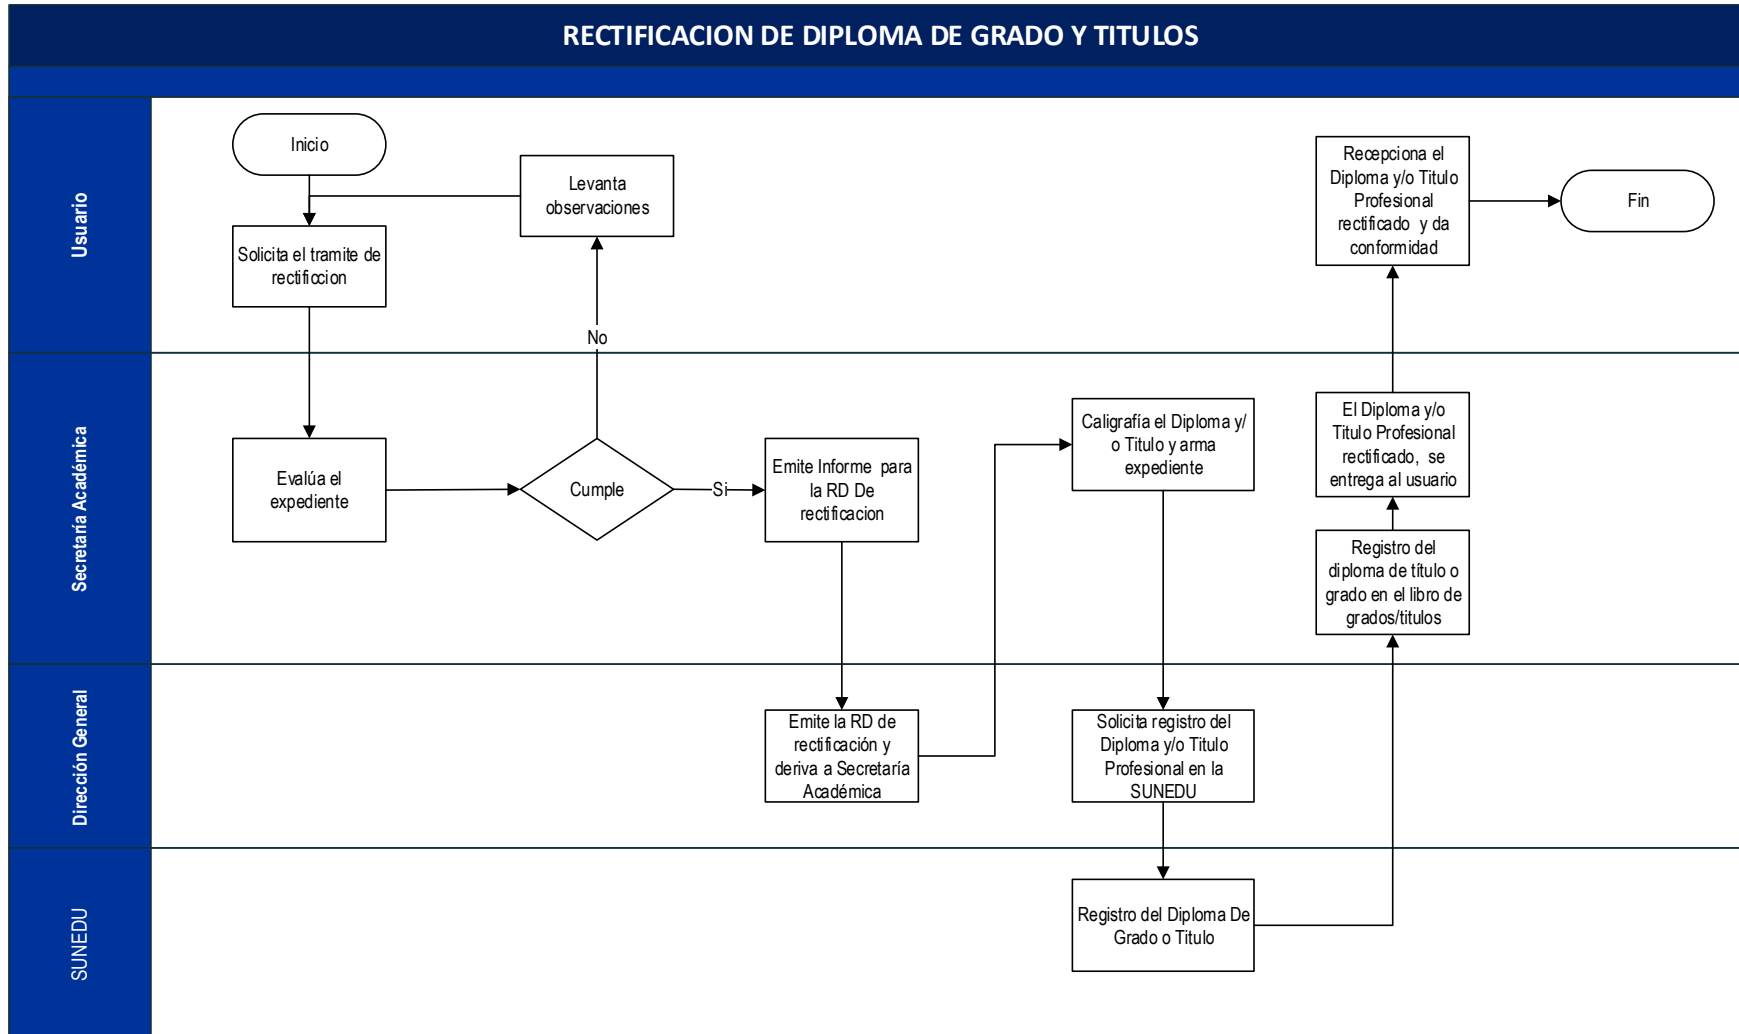 RECTIFICACION DE DIPLOMA DE GRADO Y TITULOS
Usuario
Inicio
Levanta
observaciones
Solicita el tramite de
rectificcion
No
Recepciona el
Diploma y/o Titulo
Profesional
rectificado y da
conformidad
Fin
Secretaría Académica
Evalúa el
expediente
Cumple
Si
Emite Informe para
la RD De
rectificacion
Caligrafía el Diploma y/
o Titulo y arma
expediente
El Diploma y/o
Titulo Profesional
rectificado, se
entrega al usuario
Registro del
diploma de título o
grado en el libro de
grados/titulos
Dirección General
Emite la RD de
rectificación y
deriva a Secretaría
Académica
Solicita registro del
Diploma y/o Titulo
Profesional en la
SUNEDU
SUNEDU
Registro del Diploma De
Grado o Titulo